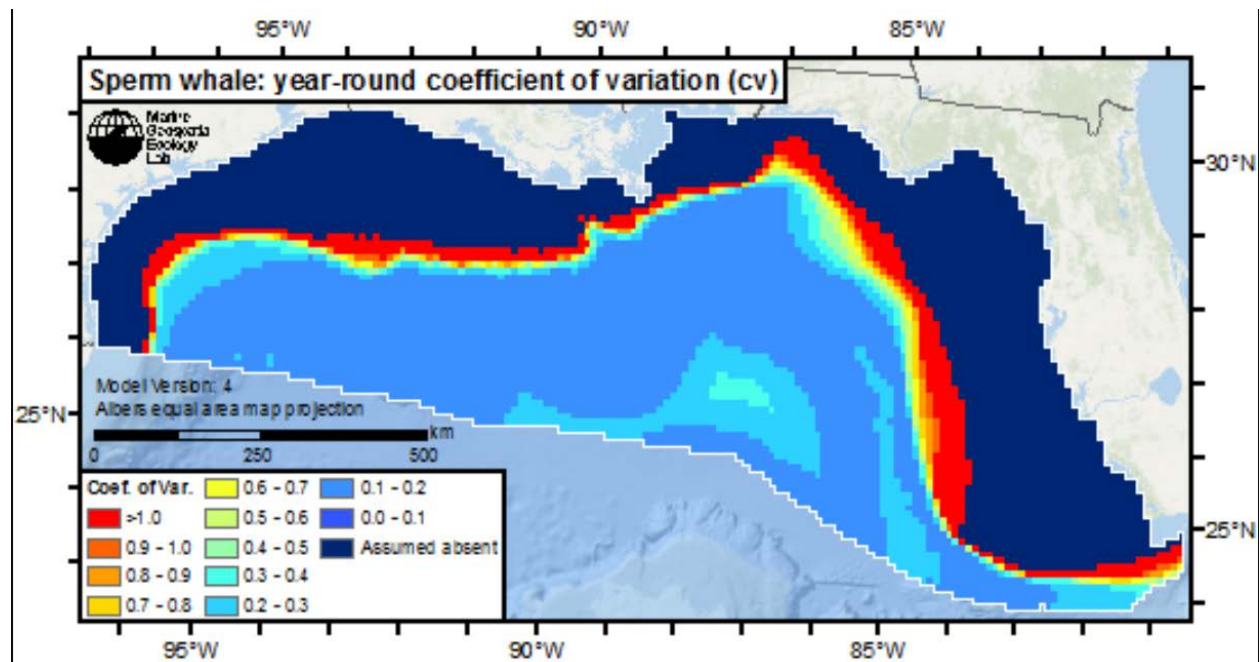 95°W 90°W 85°W
Sperm whale: year-round coefficient of variation (cv)
Marine
Geospatial
Ecology
Lab
30°N
Model Version: 4
Albers equal area map projection
25°N
km
0 250 500
Coef. of Var. 0.6 - 0.7 0.1 - 0.2
>1.0 0.5 - 0.6 0.0 - 0.1
0.9 - 1.0 0.4 - 0.5 Assumed absent
0.8 - 0.9 0.3 - 0.4
0.7 - 0.8 0.2 - 0.3
25°N
95°W 90°W 85°W